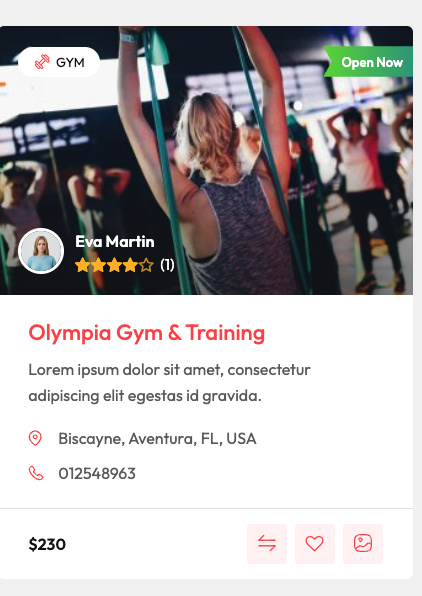 GYM
Open Now
Eva Martin
(1)
Olympia Gym & Training
Lorem ipsum dolor sit amet, consectetur
adipiscing elit egestas id gravida.
Biscayne, Aventura, FL, USA
012548963
$230